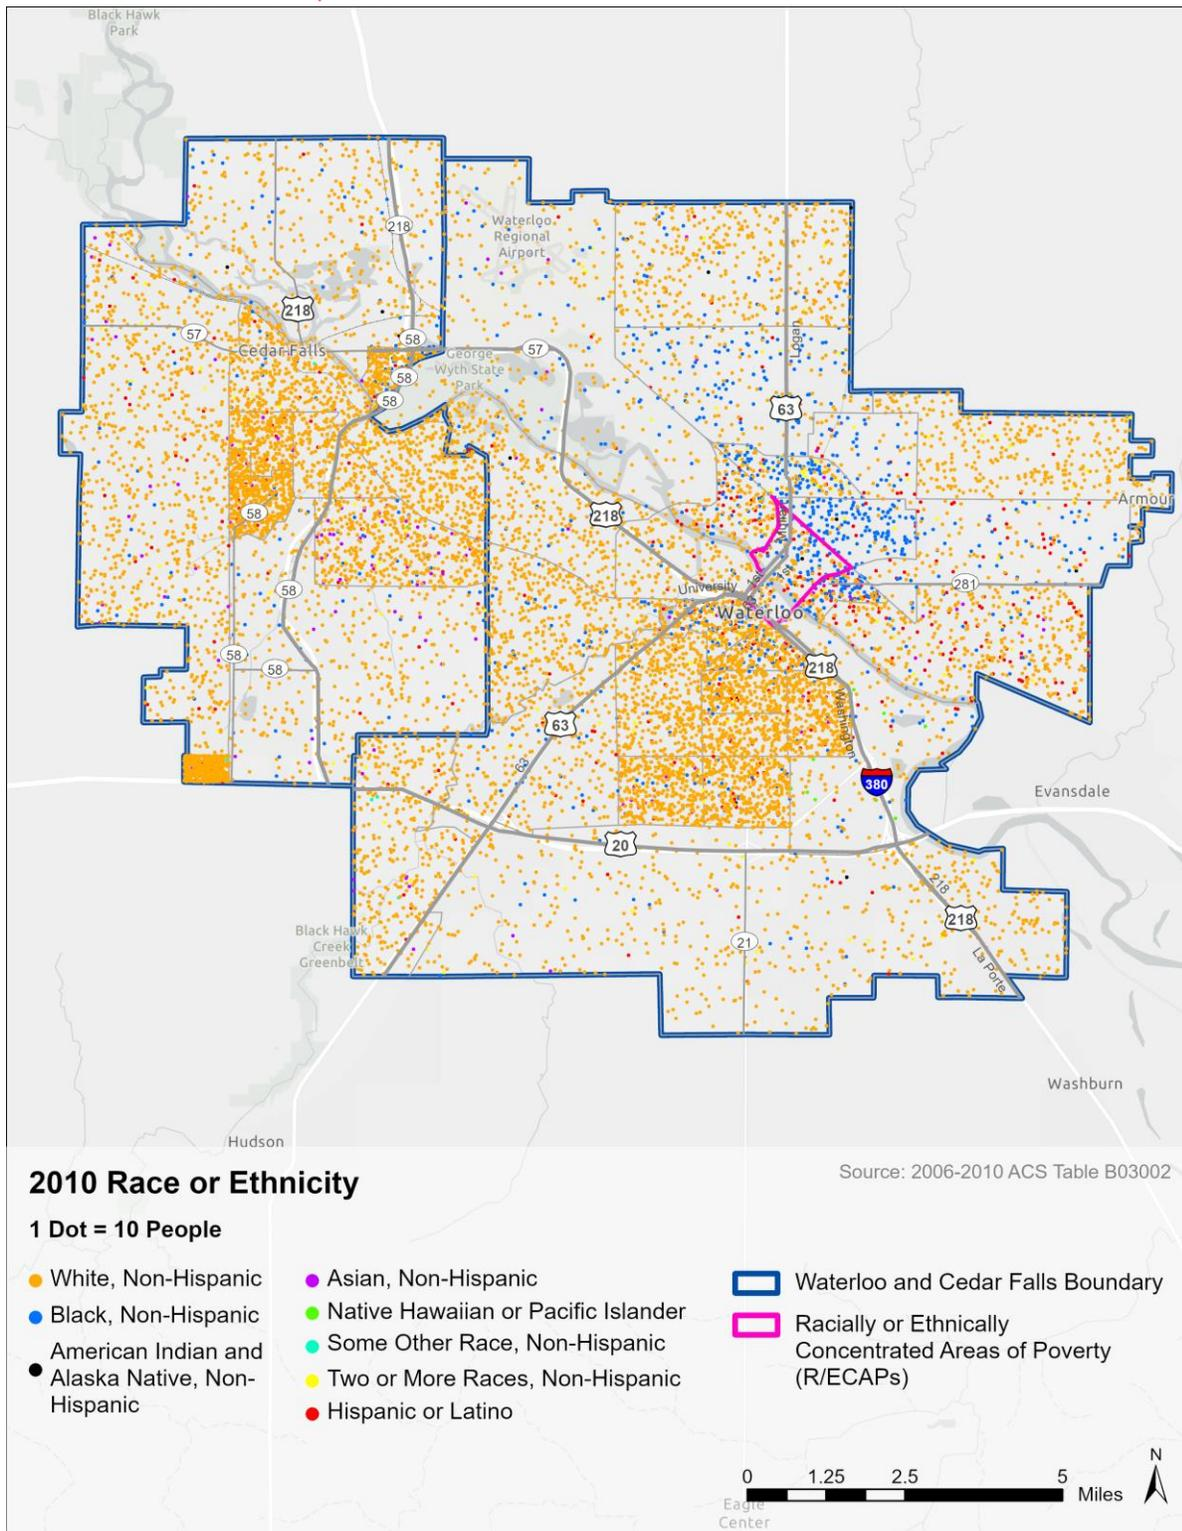 Black Hawk
Park
218
Waterloo
Regional
Airport
218
57
Cedar Falls
58
57
George
Wyth State
Park
58
58
Logan
63
58
218
Armour
58
University
1st
281
Waterloo
58
58
218
63
63
Washington
380
Evansdale
20
218
218
Black Hawk
Creek
Greenbelt
21
La Porte
Washburn
Hudson
2010 Race or Ethnicity
Source: 2006-2010 ACS Table B03002
1 Dot = 10 People
White, Non-Hispanic
Black, Non-Hispanic
American Indian and
Alaska Native, Non-
Hispanic
Asian, Non-Hispanic
Native Hawaiian or Pacific Islander
Some Other Race, Non-Hispanic
Two or More Races, Non-Hispanic
Hispanic or Latino
Waterloo and Cedar Falls Boundary
Racially or Ethnically
Concentrated Areas of Poverty
(R/ECAPs)
N
0 1.25 2.5 5
Miles
Eagle
Center